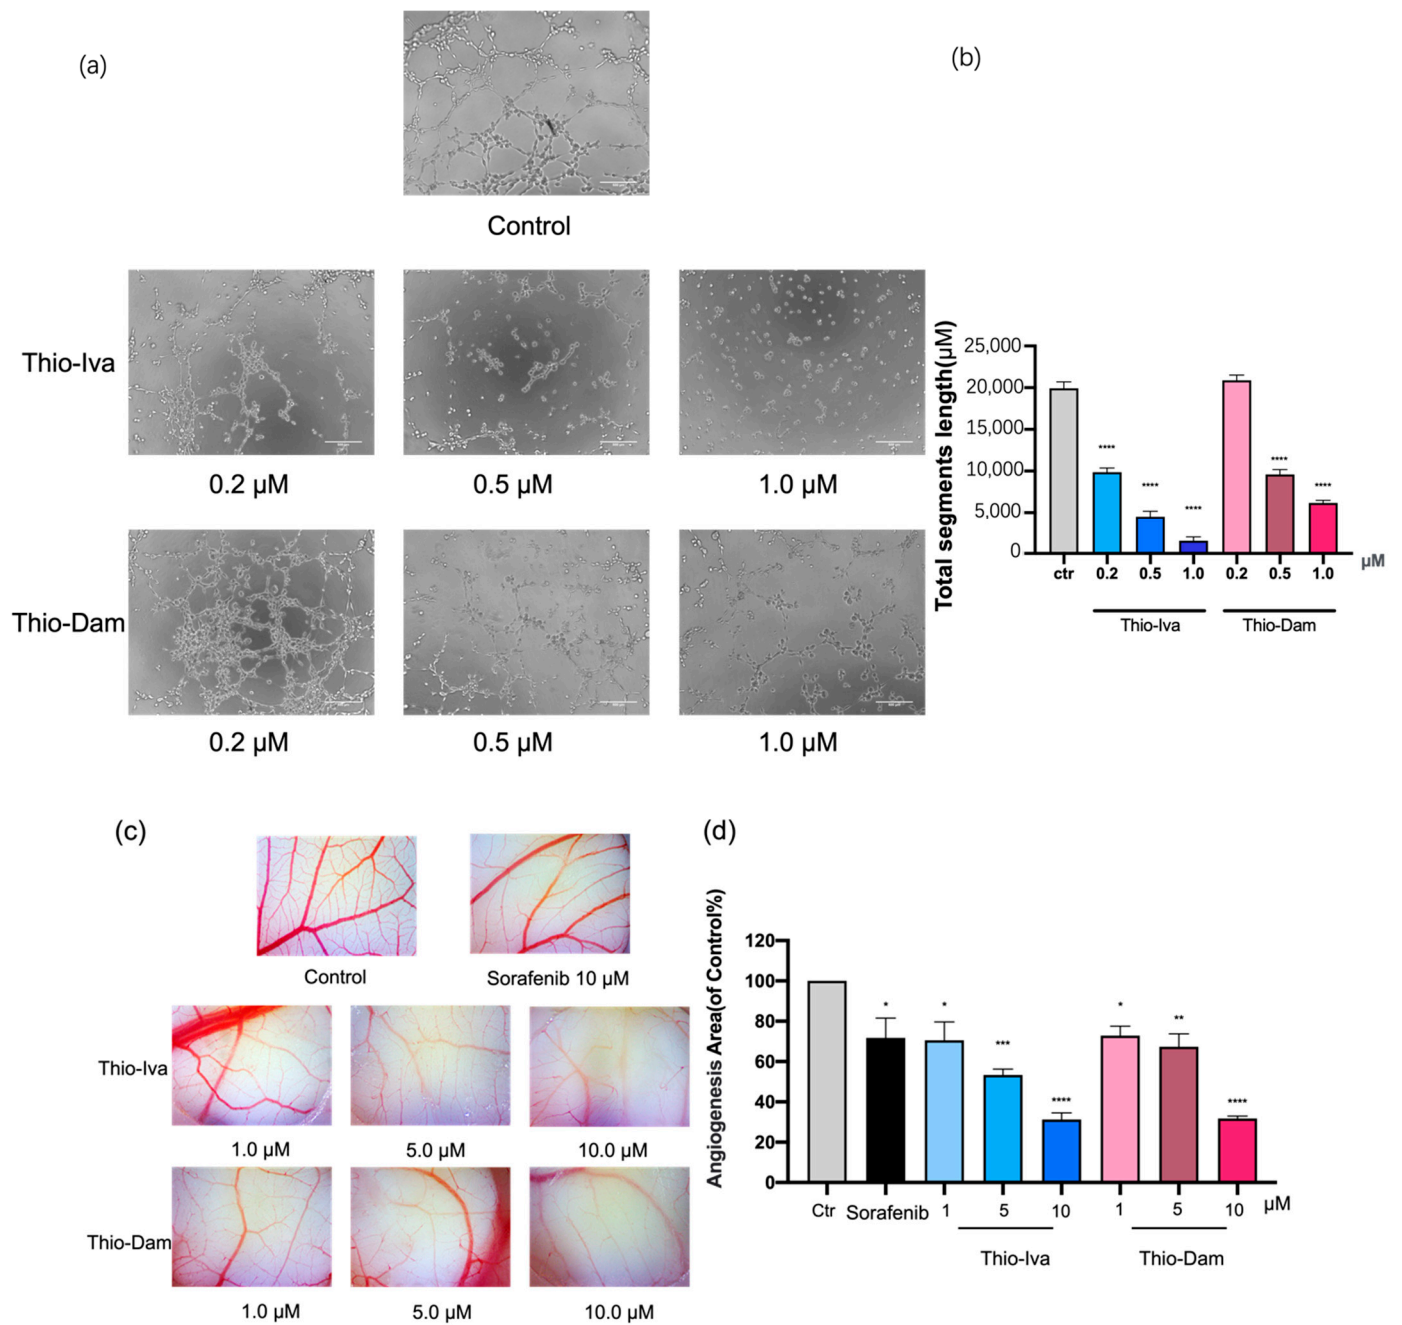 (a)
Control
Thio-Iva
0.2 µM
0.5 µM
1.0 µM
Thio-Dam
0.2 µM
0.5 µM
1.0 µM
(b)
Total segments length(µM)
25,000
20,000
15,000
10,000
5,000
0
****
****
****
****
****
ctr
0.2
0.5
1.0
0.2
0.5
1.0
µM
Thio-Iva
Thio-Dam
(c)
Control
Sorafenib 10 µM
Thio-Iva
1.0 µM
5.0 µM
10.0 µM
Thio-Dam
1.0 µM
5.0 µM
10.0 µM
(d)
Angiogenesis Area(of Control%)
120
100
80
60
40
20
0
*
*
***
****
*
**
****
Ctr
Sorafenib
1
5
10
1
5
10
µM
Thio-Iva
Thio-Dam